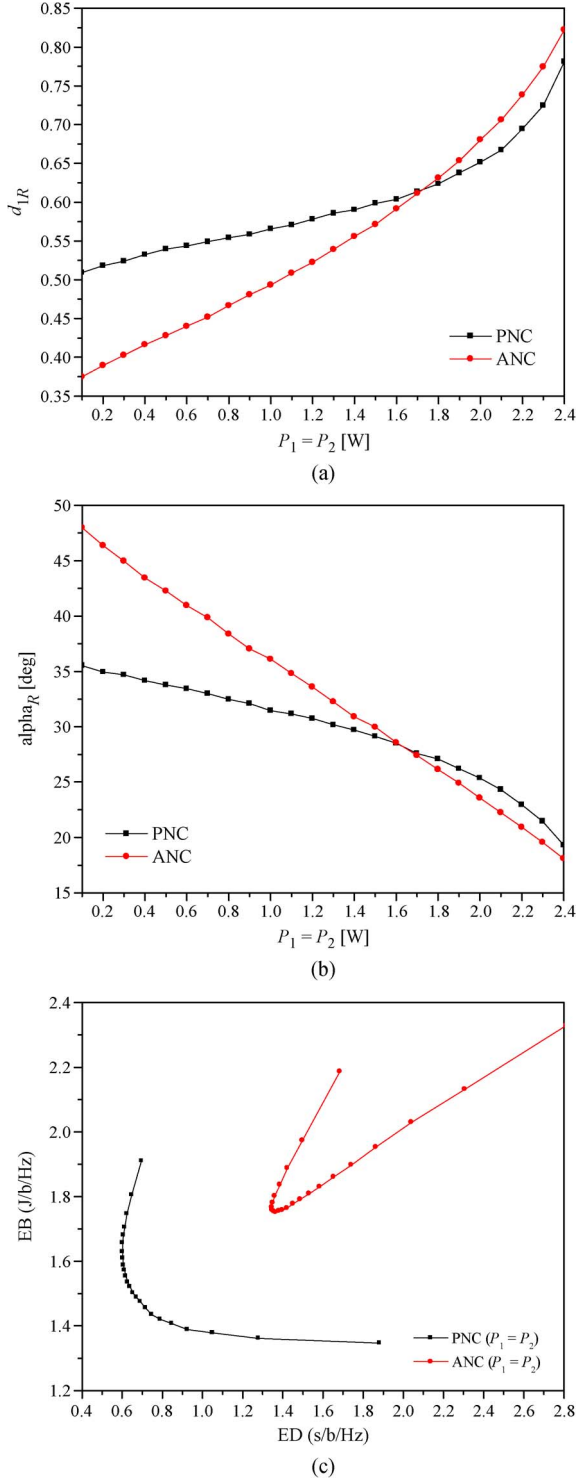 0.85
0.80
0.75
0.70
0.65
0.60
0.55
0.50
0.45
0.40
0.35
d1R
PNC
ANC
0.2 0.4 0.6 0.8 1.0 1.2 1.4 1.6 1.8 2.0 2.2 2.4
P1 = P2 [W]
(a)
50
45
40
35
30
25
20
15
alphaR [deg]
PNC
ANC
0.2 0.4 0.6 0.8 1.0 1.2 1.4 1.6 1.8 2.0 2.2 2.4
P1 = P2 [W]
(b)
2.4
2.2
2.0
1.8
1.6
1.4
1.2
EB (J/b/Hz)
PNC (P1 = P2)
ANC (P1 = P2)
0.4 0.6 0.8 1.0 1.2 1.4 1.6 1.8 2.0 2.2 2.4 2.6 2.8
ED (s/b/Hz)
(c)